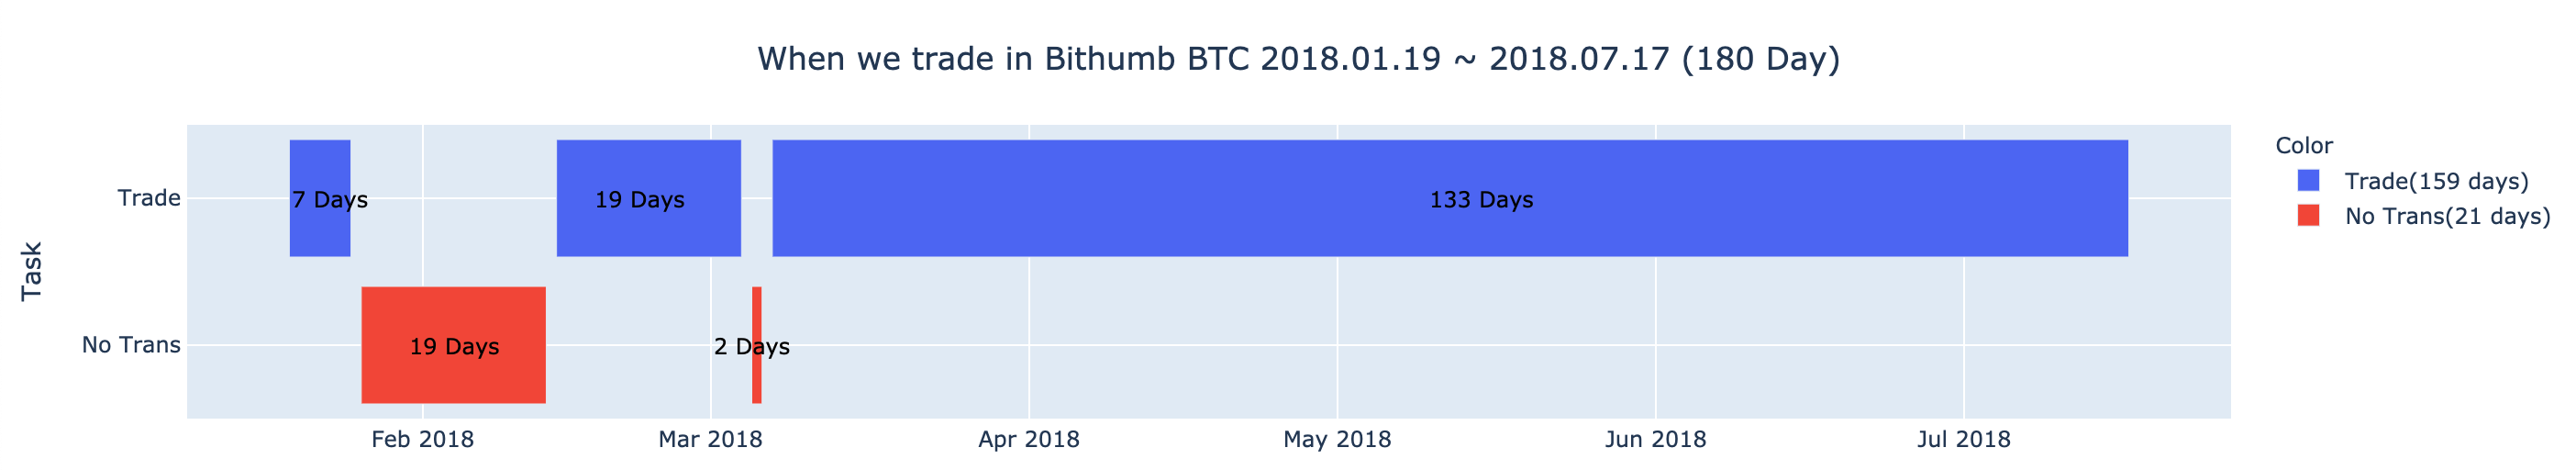 When we trade in Bithumb BTC 2018.01.19 ~ 2018.07.17 (180 Day)
Color
Trade(159 days)
No Trans(21 days)
Task
Trade
7 Days
19 Days
133 Days
No Trans
19 Days
2 Days
Feb 2018
Mar 2018
Apr 2018
May 2018
Jun 2018
Jul 2018